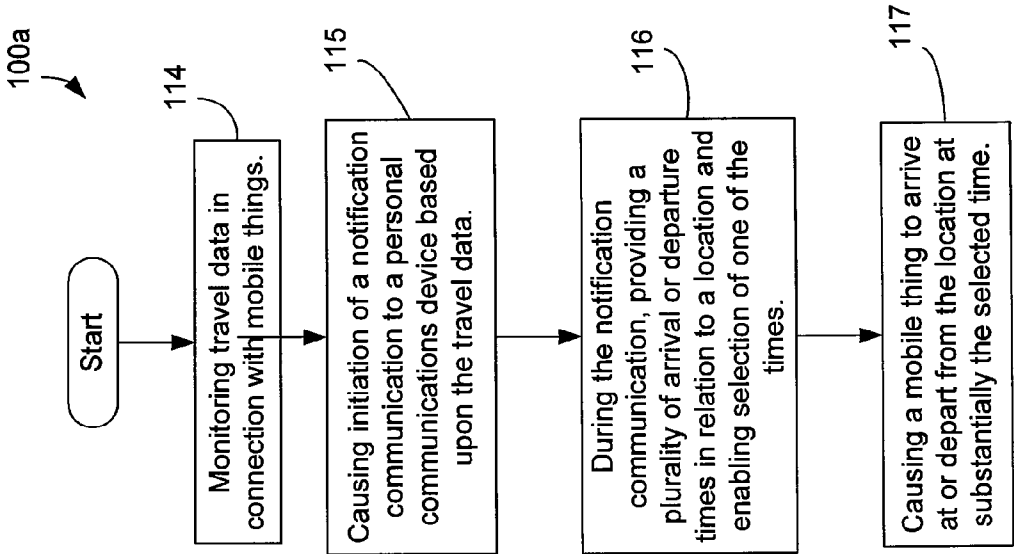 100a
Start
114
Monitoring travel data in
connection with mobile things.
115
Causing initiation of a notification
communication to a personal
communications device based
upon the travel data.
116
During the notification
communication, providing a
plurality of arrival or departure
times in relation to a location and
enabling selection of one of the
times.
117
Causing a mobile thing to arrive
at or depart from the location at
substantially the selected time.